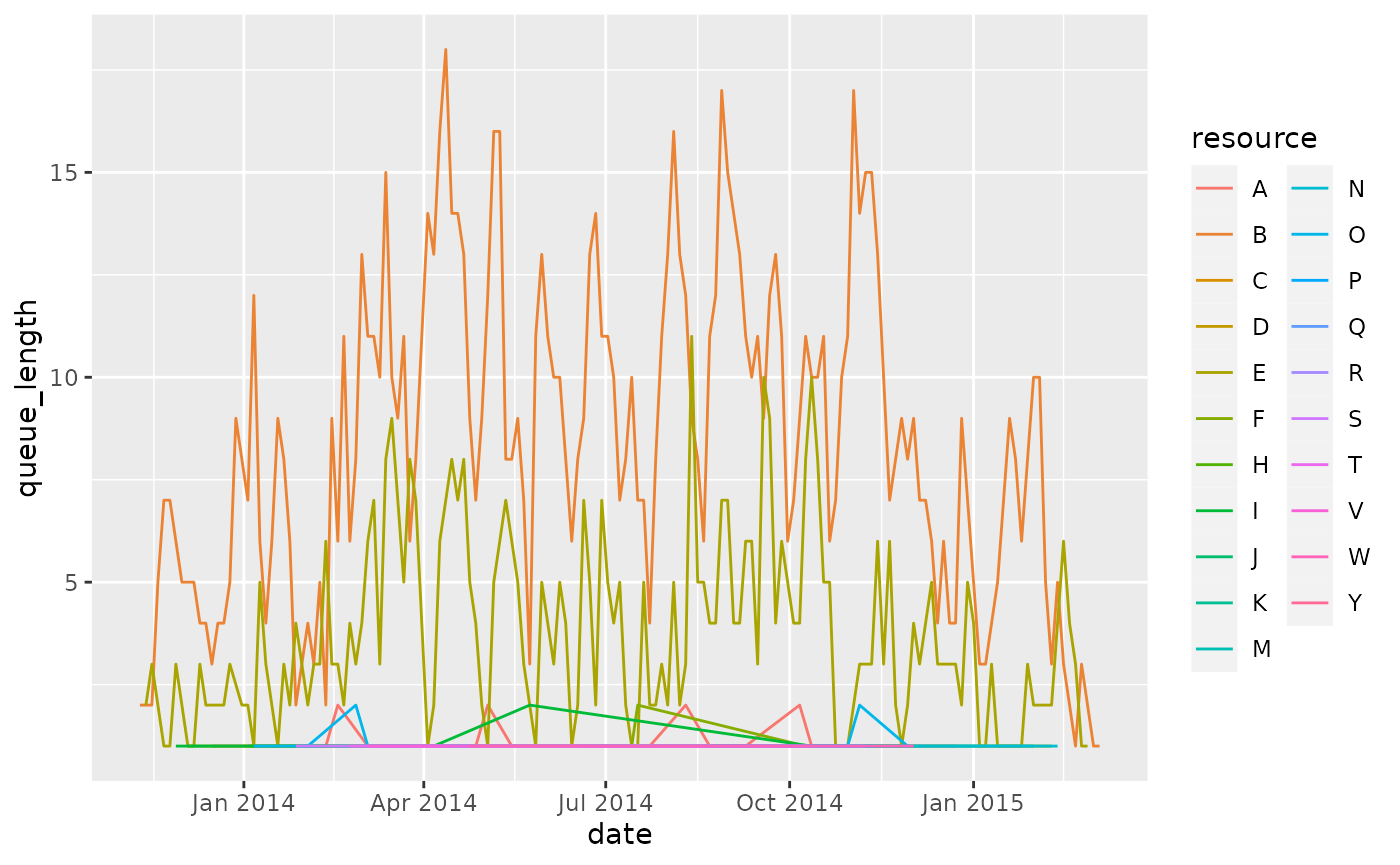 queue_length
15
10
5
Jan 2014
Apr 2014
Jul 2014
Oct 2014
Jan 2015
date
resource
A
B
C
D
E
F
H
I
J
K
M
N
O
P
Q
R
S
T
V
W
Y